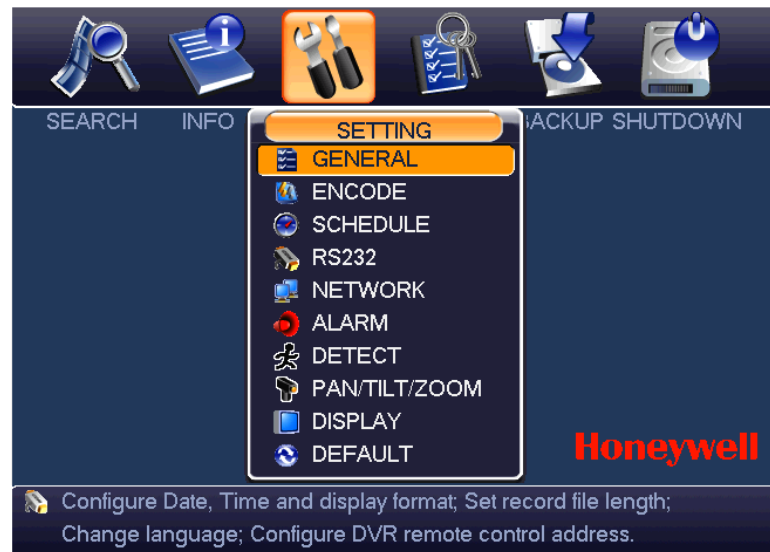 SEARCH INFO ACKUP SHUTDOWN
SETTING
GENERAL
ENCODE
SCHEDULE
RS232
NETWORK
ALARM
DETECT
PAN/TILT/ZOOM
DISPLAY
DEFAULT
Honeywell
Configure Date, Time and display format; Set record file length;
Change language; Configure DVR remote control address.